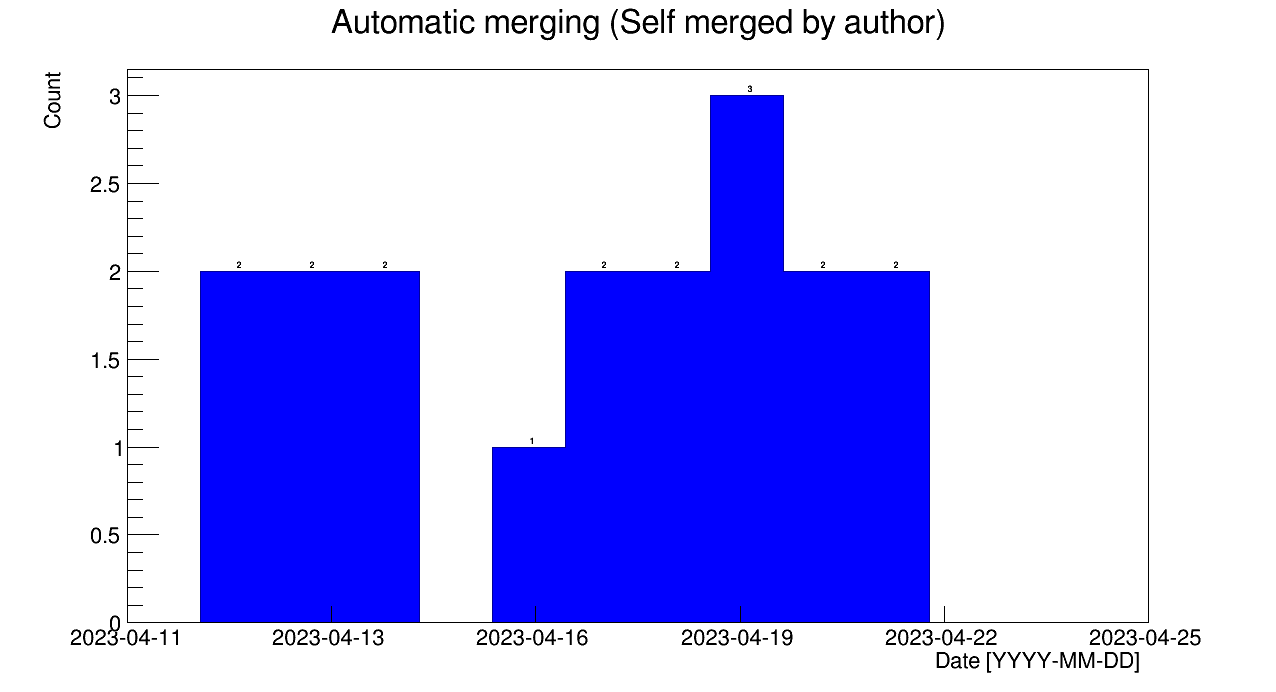 Automatic merging (Self merged by author)
Count
3
2.5
2
1.5
1
0.5
0
2 2 2 1 2 2 3 2 2
2023-04-11 2023-04-13 2023-04-16 2023-04-19 2023-04-22 2023-04-25
Date [YYYY-MM-DD]